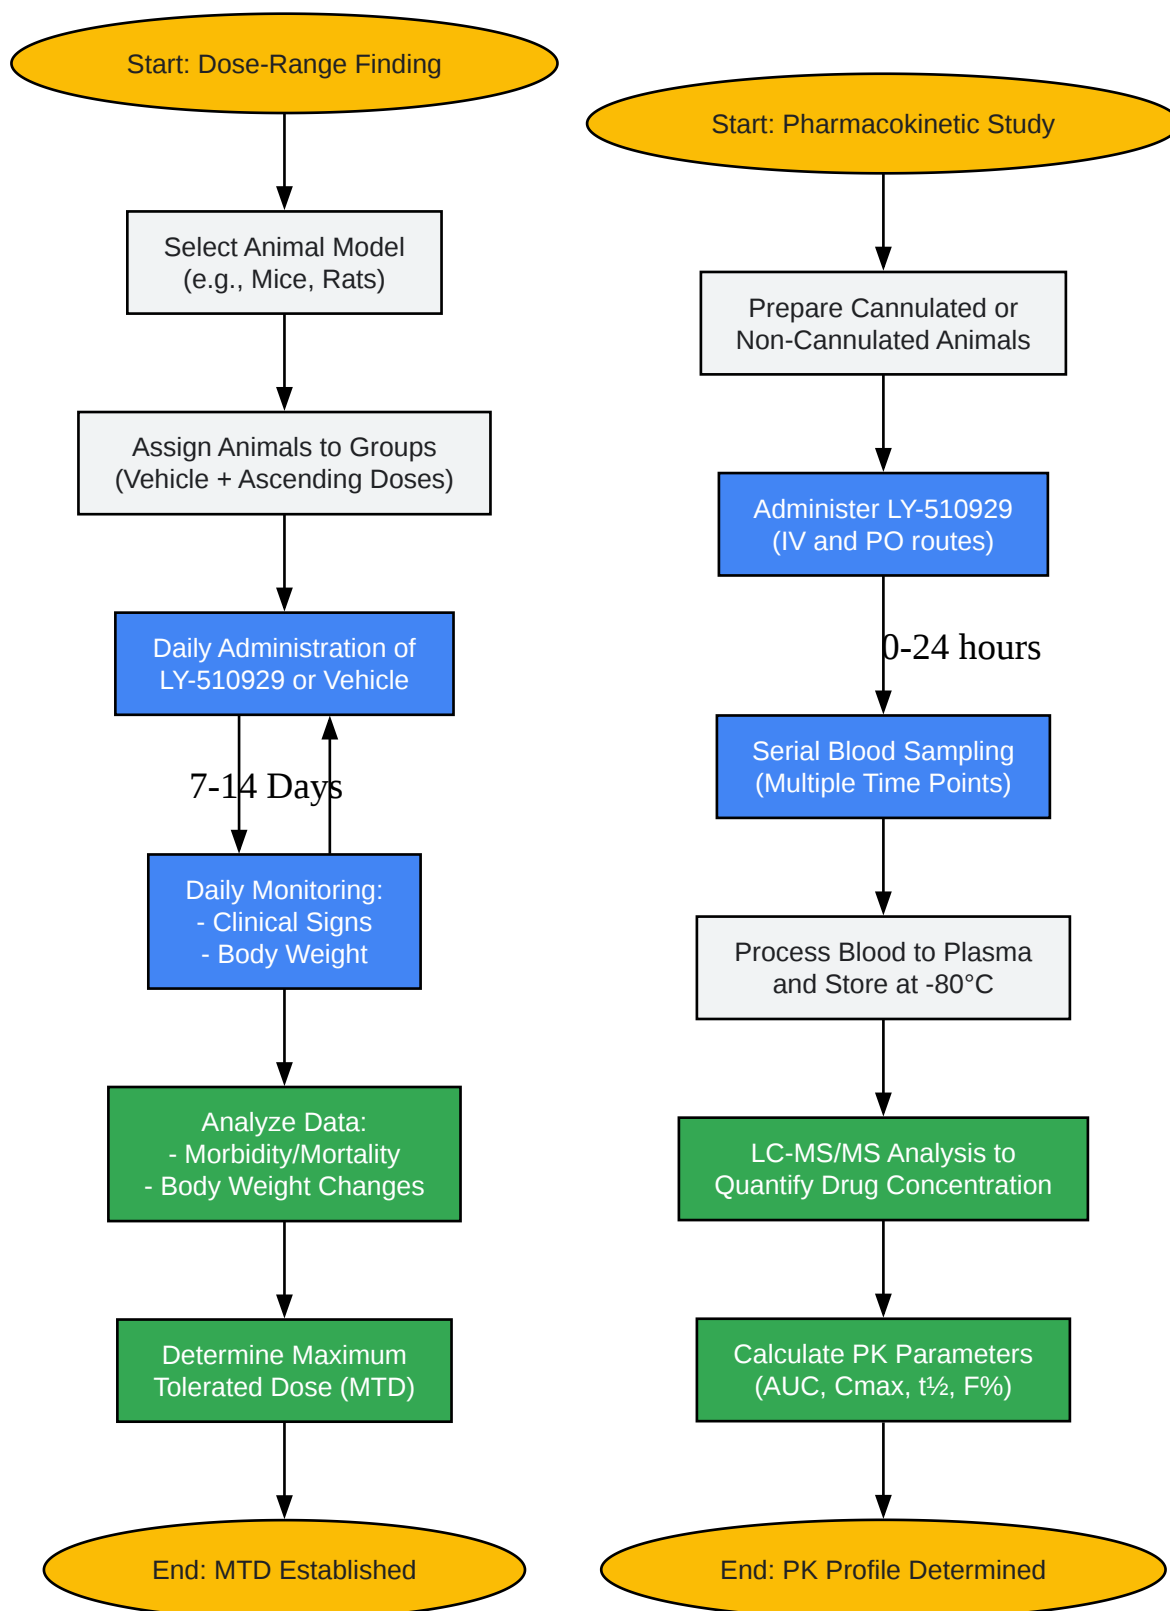 Start: Dose-Range Finding
Select Animal Model
(e.g., Mice, Rats)
Assign Animals to Groups
(Vehicle + Ascending Doses)
Daily Administration of
LY-510929 or Vehicle
7-14 Days
Daily Monitoring:
- Clinical Signs
- Body Weight
Analyze Data:
- Morbidity/Mortality
- Body Weight Changes
Determine Maximum
Tolerated Dose (MTD)
End: MTD Established
Start: Pharmacokinetic Study
Prepare Cannulated or
Non-Cannulated Animals
Administer LY-510929
(IV and PO routes)
0-24 hours
Serial Blood Sampling
(Multiple Time Points)
Process Blood to Plasma
and Store at -80°C
LC-MS/MS Analysis to
Quantify Drug Concentration
Calculate PK Parameters
(AUC, Cmax, t½, F%)
End: PK Profile Determined